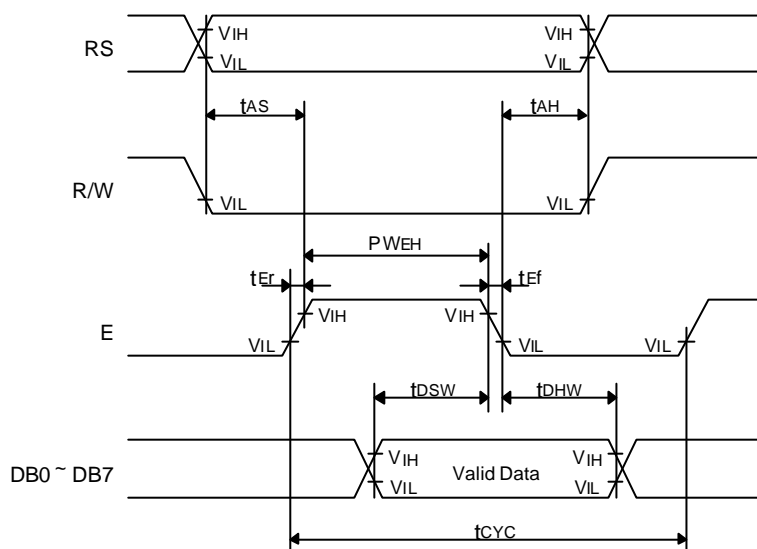 RS
VIH
VIH
VIL
VIL
tAS
tAH
R/W
VIL
VIL
PWEH
tEr
tEf
E
VIH
VIH
VIL
VIL
VIL
tDSW
tDHW
DB0 ~ DB7
VIH
Valid Data
VIH
VIL
VIL
tCYC